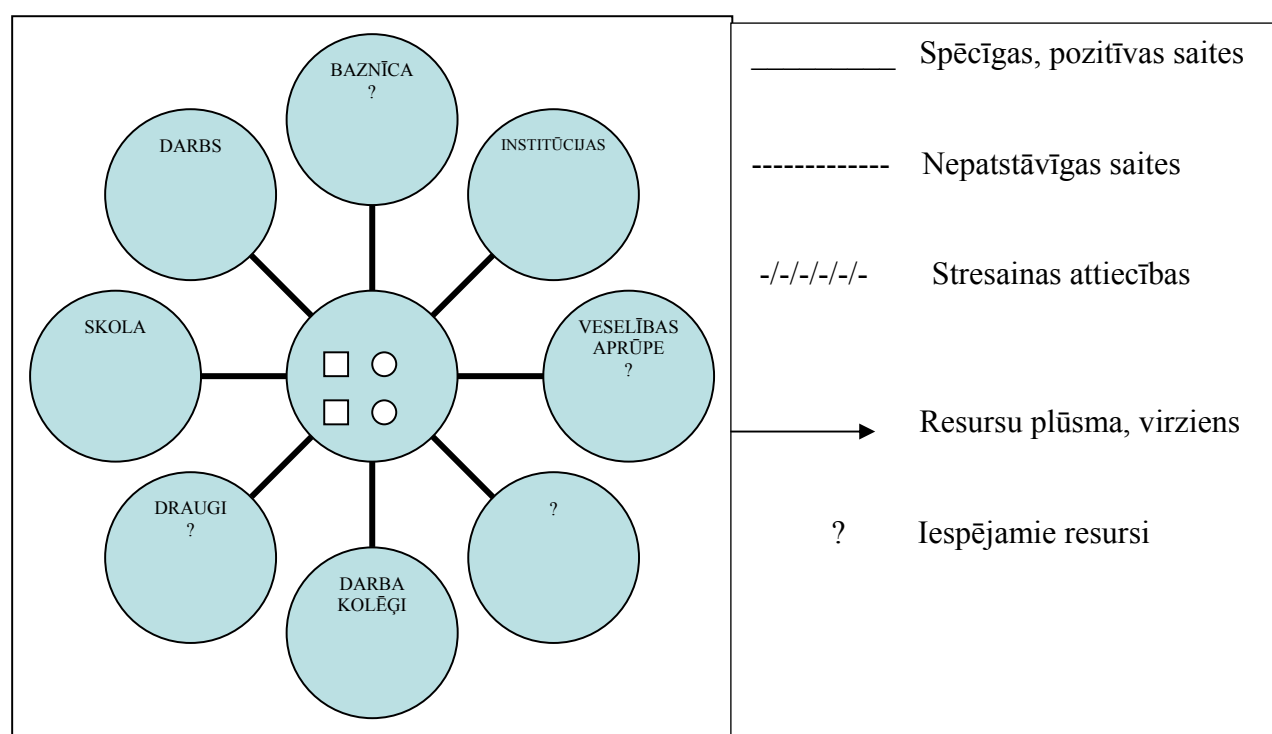 BAZNĪCA
?
DARBS
INSTITŪCIJAS
SKOLA
VESELĪBAS
APRŪPE
?
DRAUGI
?
?
DARBA
KOLĒĢI
_________ Spēcīgas, pozitīvas saites
------------- Nepatstāvīgas saites
-/-/-/-/-/- Stresainas attiecības
Resursu plūsma, virziens
? Iespējamie resursi